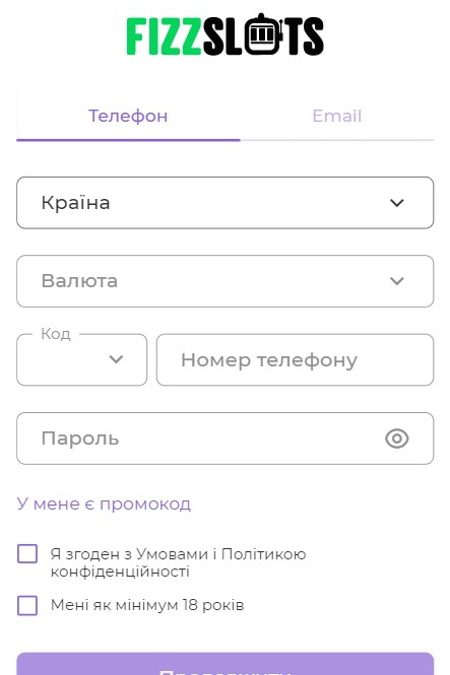 FIZZSLOTS
Телефон Email
Країна
Валюта
Код
Номер телефону
Пароль
У мене є промокод
Я згоден з Умовами і Політикою
конфіденційності
Мені як мінімум 18 років